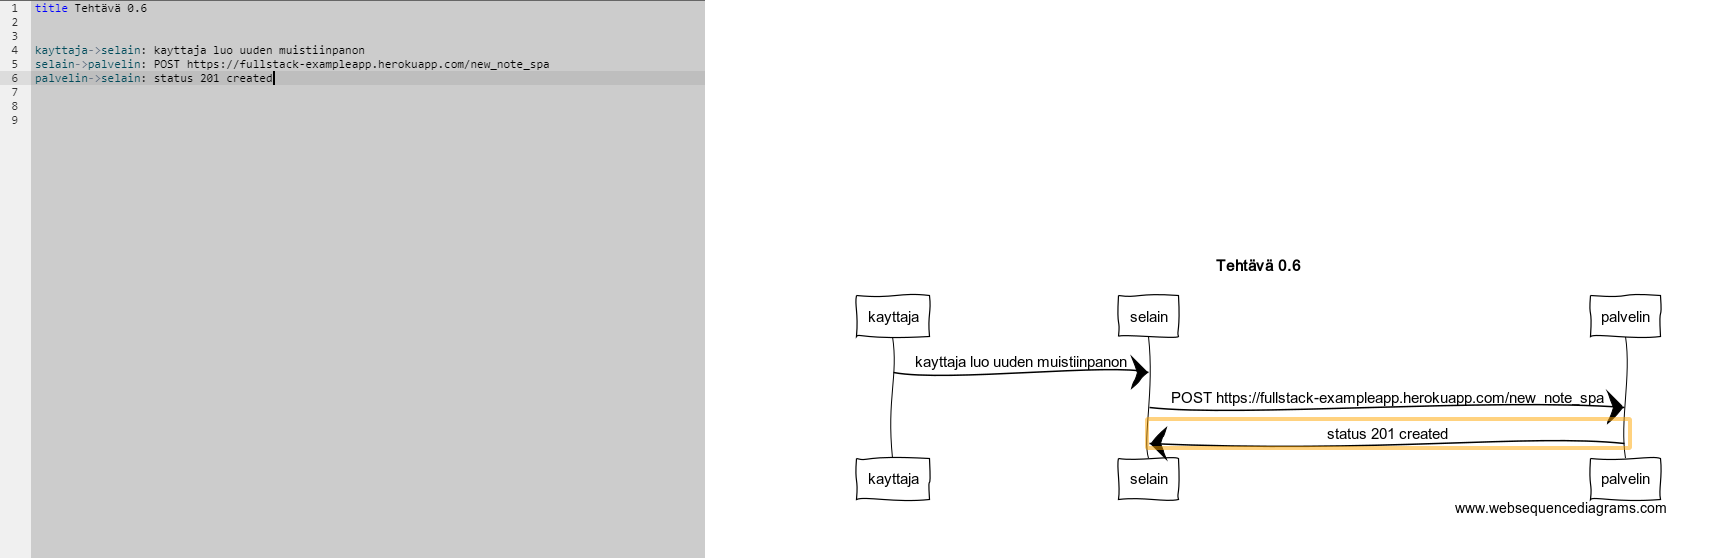 1 title Tehtävä 0.6
2
3
4 kayttaja->selain: kayttaja luo uuden muistiinpanon
5 selain->palvelin: POST https://fullstack-exampleapp.herokuapp.com/new_note_spa
6 palvelin->selain: status 201 created
7
8
9
Tehtävä 0.6
kayttaja selain palvelin
kayttaja luo uuden muistiinpanon
POST https://fullstack-exampleapp.herokuapp.com/new_note_spa
status 201 created
kayttaja selain palvelin
www.websequencediagrams.com